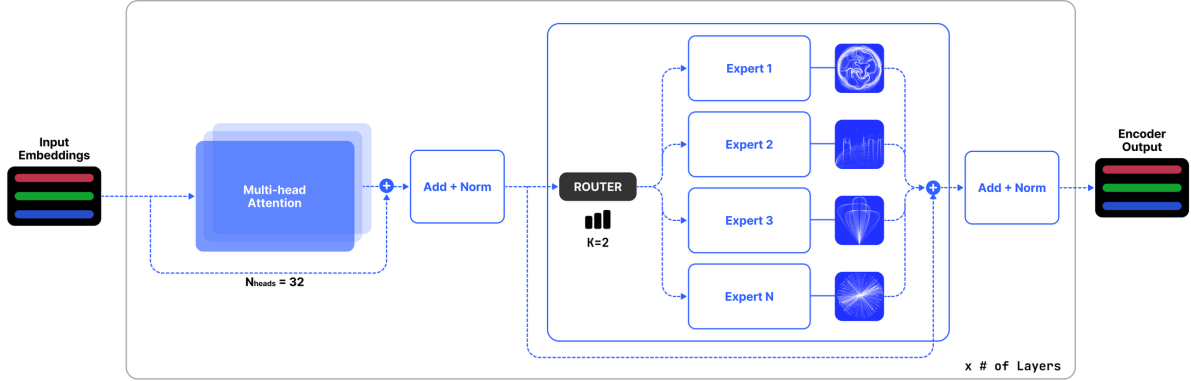 Input
Embeddings
Multi-head
Attention
Nheads = 32
Add + Norm
ROUTER
K=2
Expert 1
Expert 2
Expert 3
Expert N
Add + Norm
Encoder
Output
x # of Layers